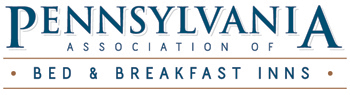 PENNSYLVANIA
ASSOCIATION OF
• BED & BREAKFAST INNS •